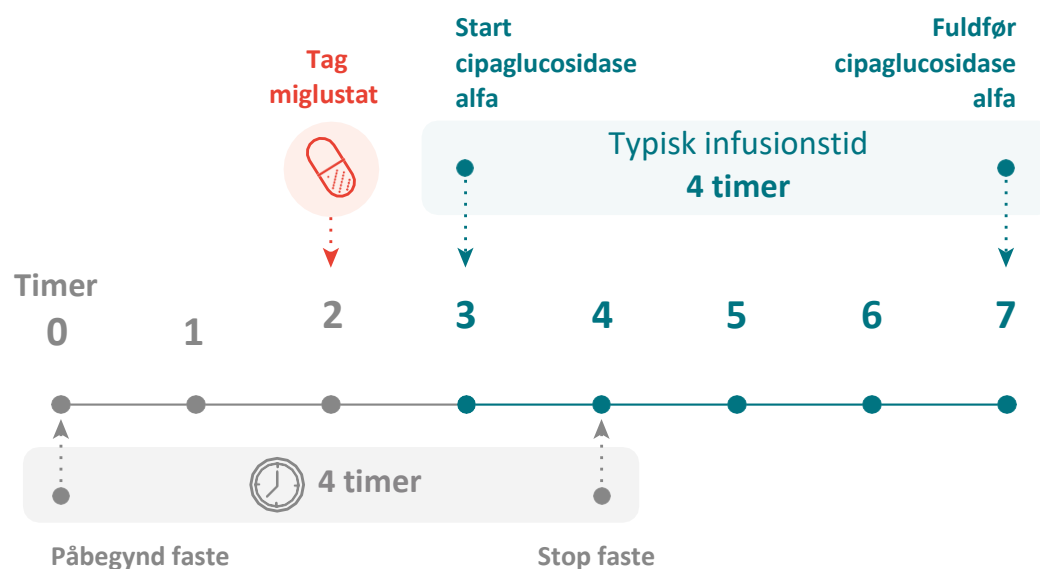 Start
cipaglucosidase
alfa
Fuldfør
cipaglucosidase
alfa
Tag
miglustat
Typisk infusionstid
4 timer
Timer
0 1 2 3 4 5 6 7
4 timer
Påbegynd faste
Stop faste